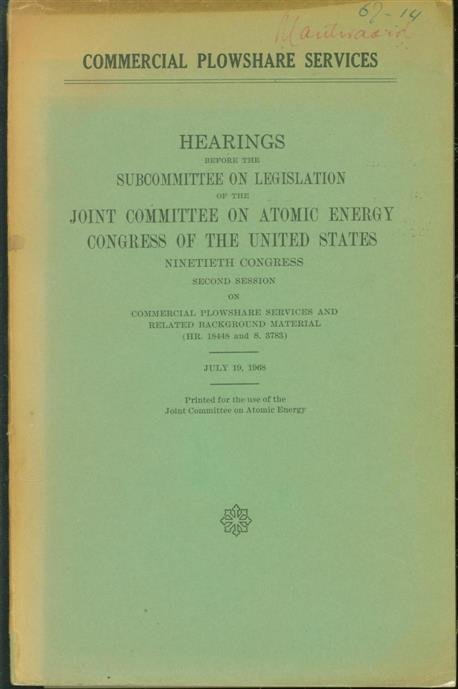 67-14
COMMERCIAL PLOWSHARE SERVICES
HEARINGS
BEFORE THE
SUBCOMMITTEE ON LEGISLATION
OF THE
JOINT COMMITTEE ON ATOMIC ENERGY
CONGRESS OF THE UNITED STATES
NINETIETH CONGRESS
SECOND SESSION
ON
COMMERCIAL PLOWSHARE SERVICES AND
RELATED BACKGROUND MATERIAL
(HR. 18448 and S. 3783)
JULY 19, 1968
Printed for the use of the
Joint Committee on Atomic Energy